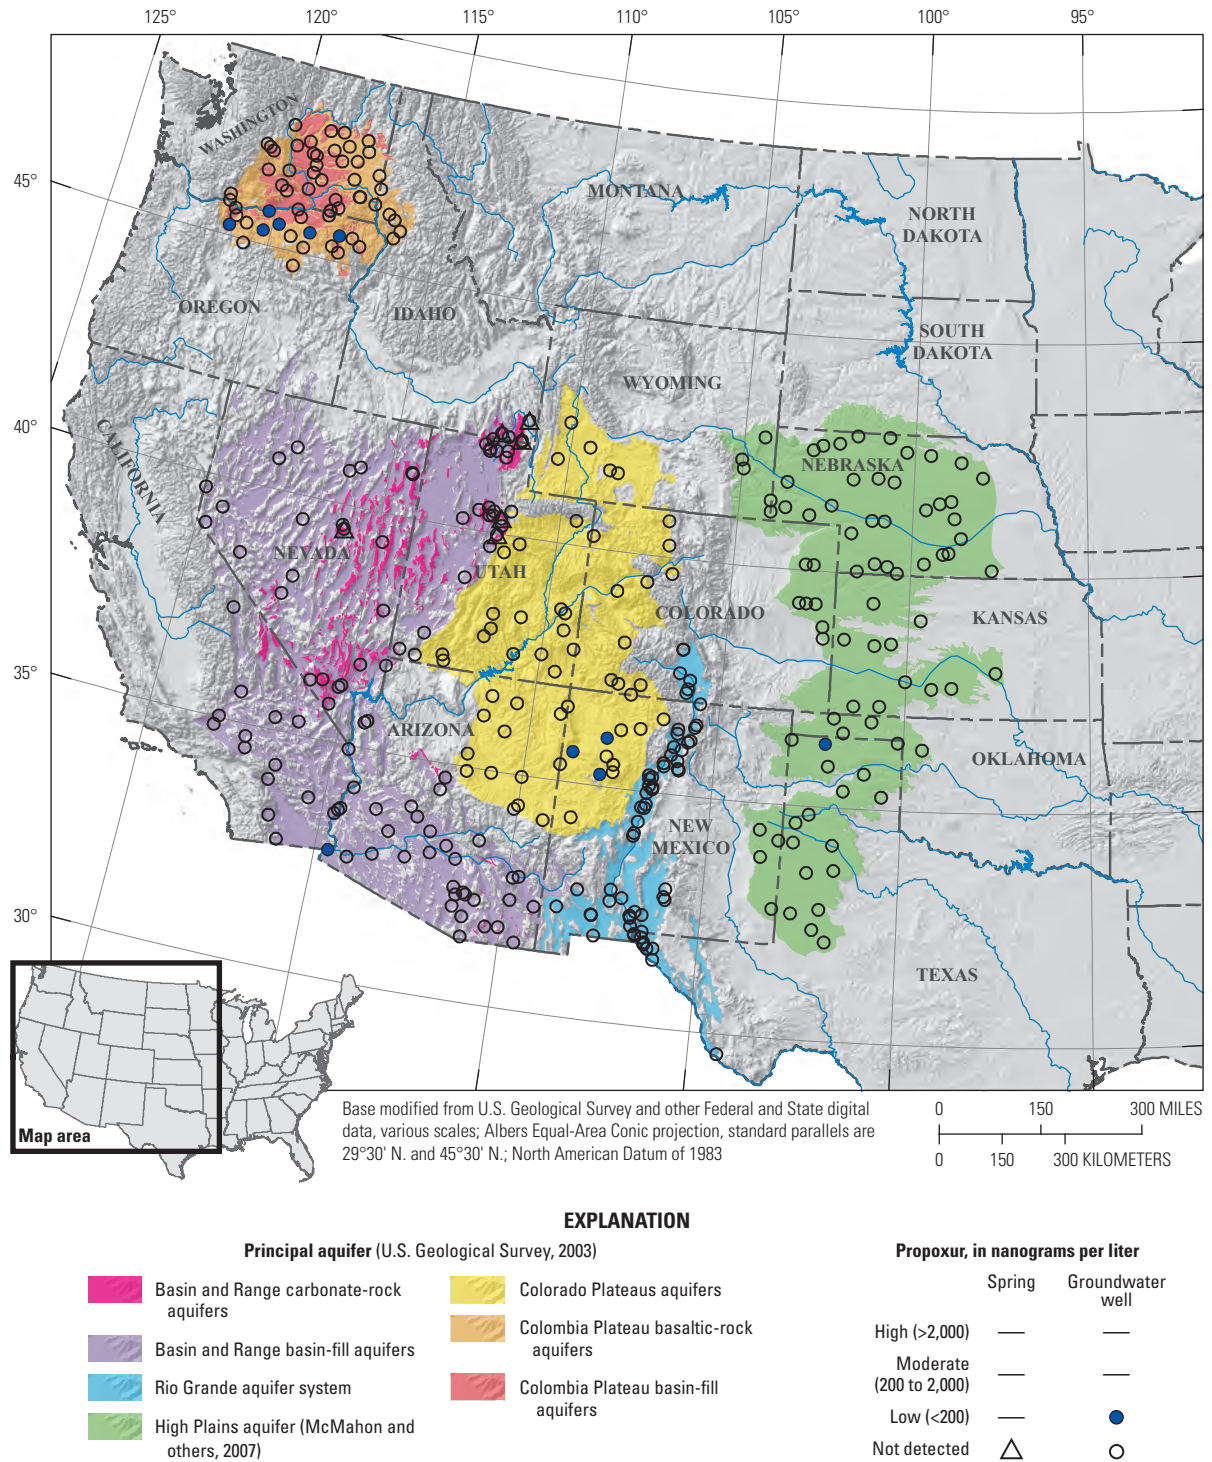 125°
120°
115°
110°
105°
100°
95°
45°
40°
35°
30°
WASHINGTON
MONTANA
NORTH
DAKOTA
OREGON
IDAHO
SOUTH
DAKOTA
WYOMING
CALIFORNIA
NEBRASKA
NEVADA
UTAH
COLORADO
KANSAS
ARIZONA
OKLAHOMA
NEW
MEXICO
TEXAS
Map area
Base modified from U.S. Geological Survey and other Federal and State digital
data, various scales; Albers Equal-Area Conic projection, standard parallels are
29°30' N. and 45°30' N.; North American Datum of 1983
0 150 300 MILES
0 150 300 KILOMETERS
EXPLANATION
Principal aquifer (U.S. Geological Survey, 2003)
Basin and Range carbonate-rock
aquifers
Basin and Range basin-fill aquifers
Rio Grande aquifer system
High Plains aquifer (McMahon and
others, 2007)
Colorado Plateaus aquifers
Colombia Plateau basaltic-rock
aquifers
Colombia Plateau basin-fill
aquifers
Propoxur, in nanograms per liter
Spring Groundwater
well
High (>2,000) — —
Moderate
(200 to 2,000) — —
Low (<200) —
Not detected